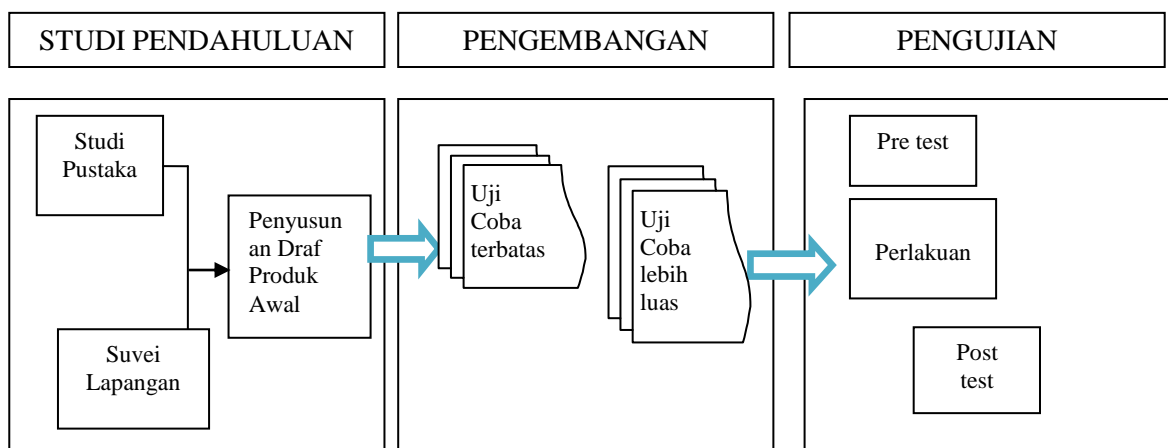 STUDI PENDAHULUAN
PENGEMBANGAN
PENGUJIAN
Studi
Pustaka
Penyusun
an Draf
Produk
Awal
Suvei
Lapangan
Uji
Coba
terbatas
Uji
Coba
lebih
luas
Pre test
Perlakuan
Post
test